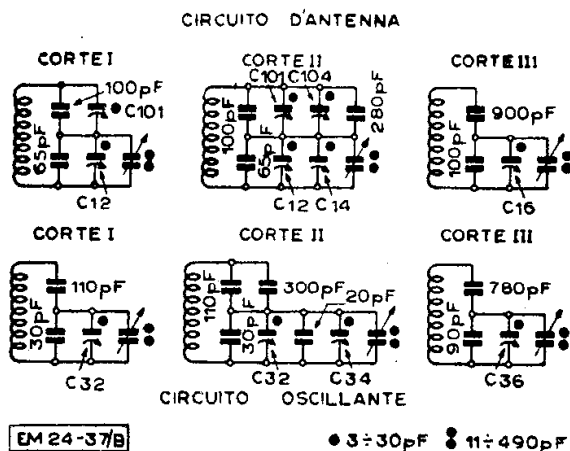 CIRCUITO D'ANTENNA
CORTE I
100pF
C101
65pF
C12
CORTE II
C101 C104
100pF
65pF
280pF
C12 C14
CORTE III
900pF
100pF
C16
CORTE I
110pF
30pF
C32
CORTE II
110pF
300pF
30pF
20pF
C32 C34
CORTE III
780pF
90pF
C36
CIRCUITO OSCILLANTE
EM 24-37/B
3÷30pF 11÷490pF